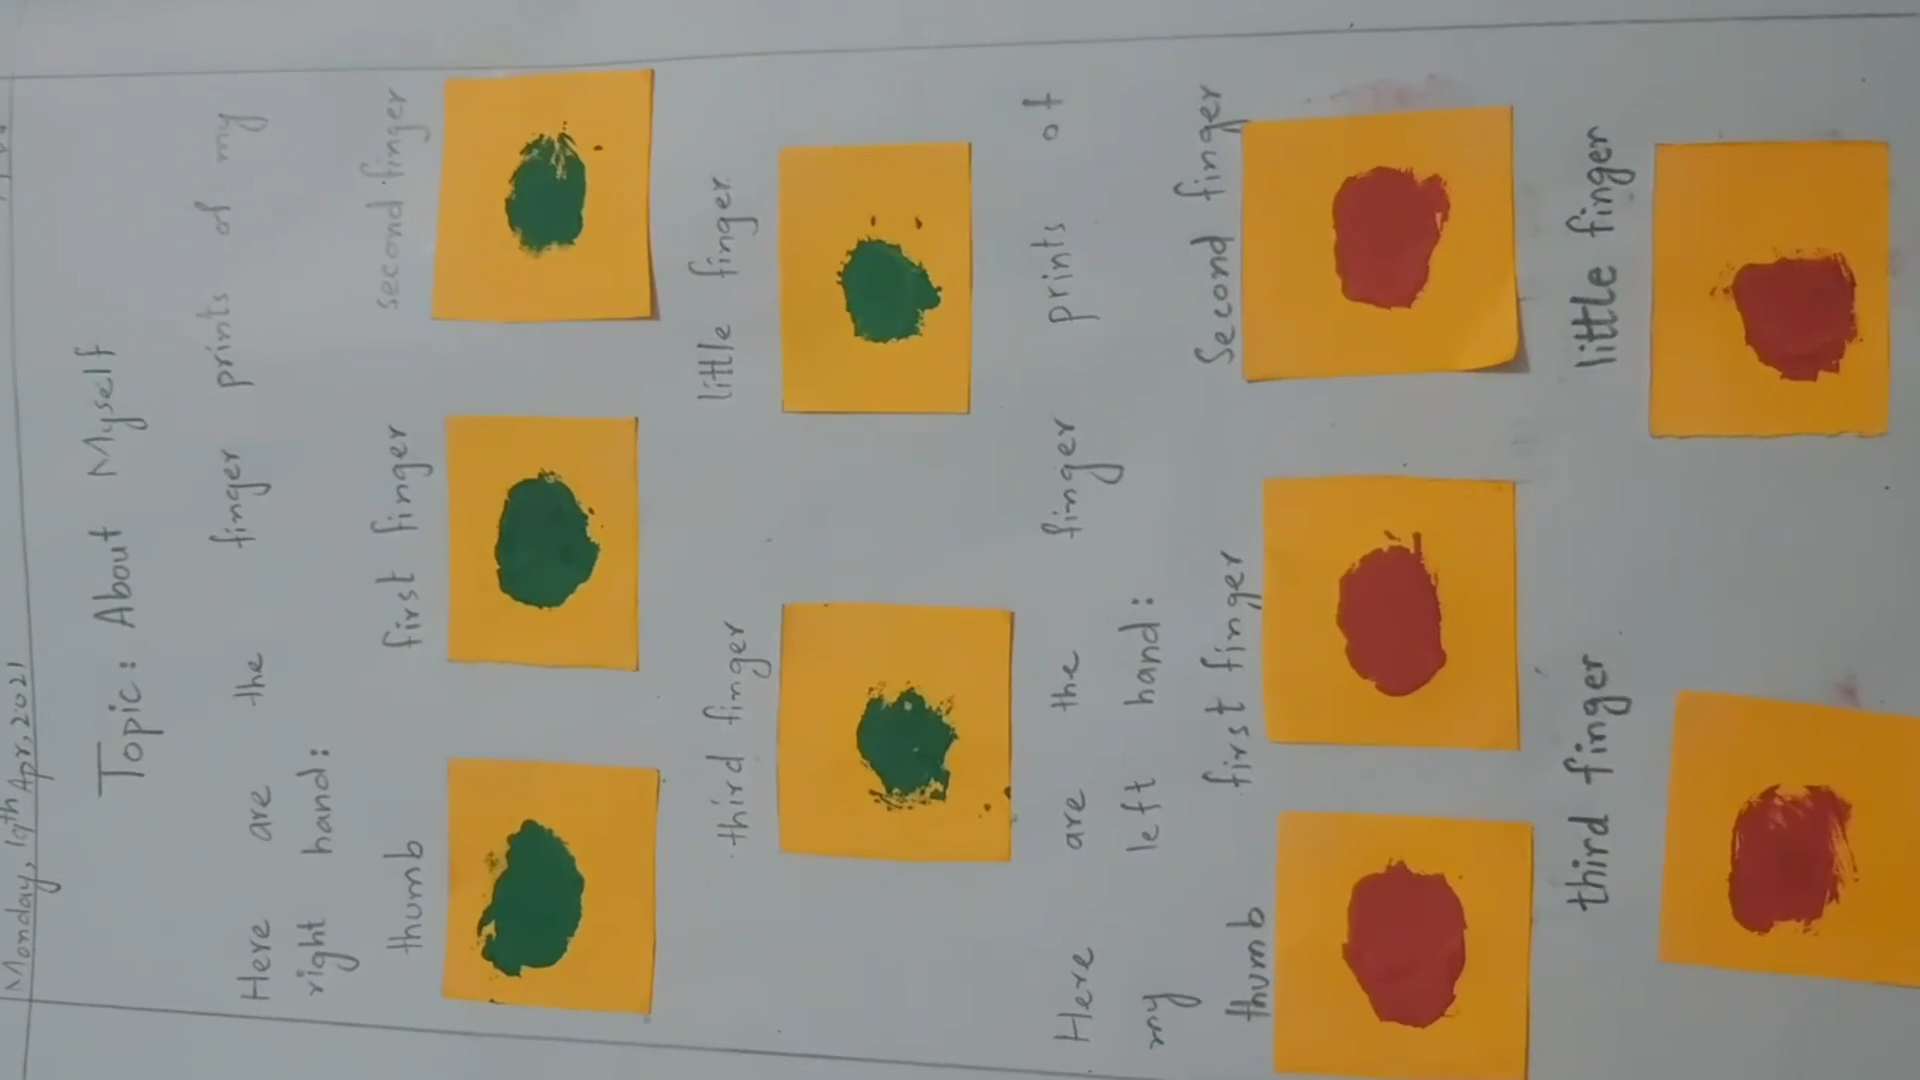 Monday, 19th Apr, 2021
Topic: About Myself
Here are the finger prints of my
right hand:
thumb first finger second finger
third finger little finger
Here are the finger prints of
my left hand:
thumb first finger Second finger
third finger little finger